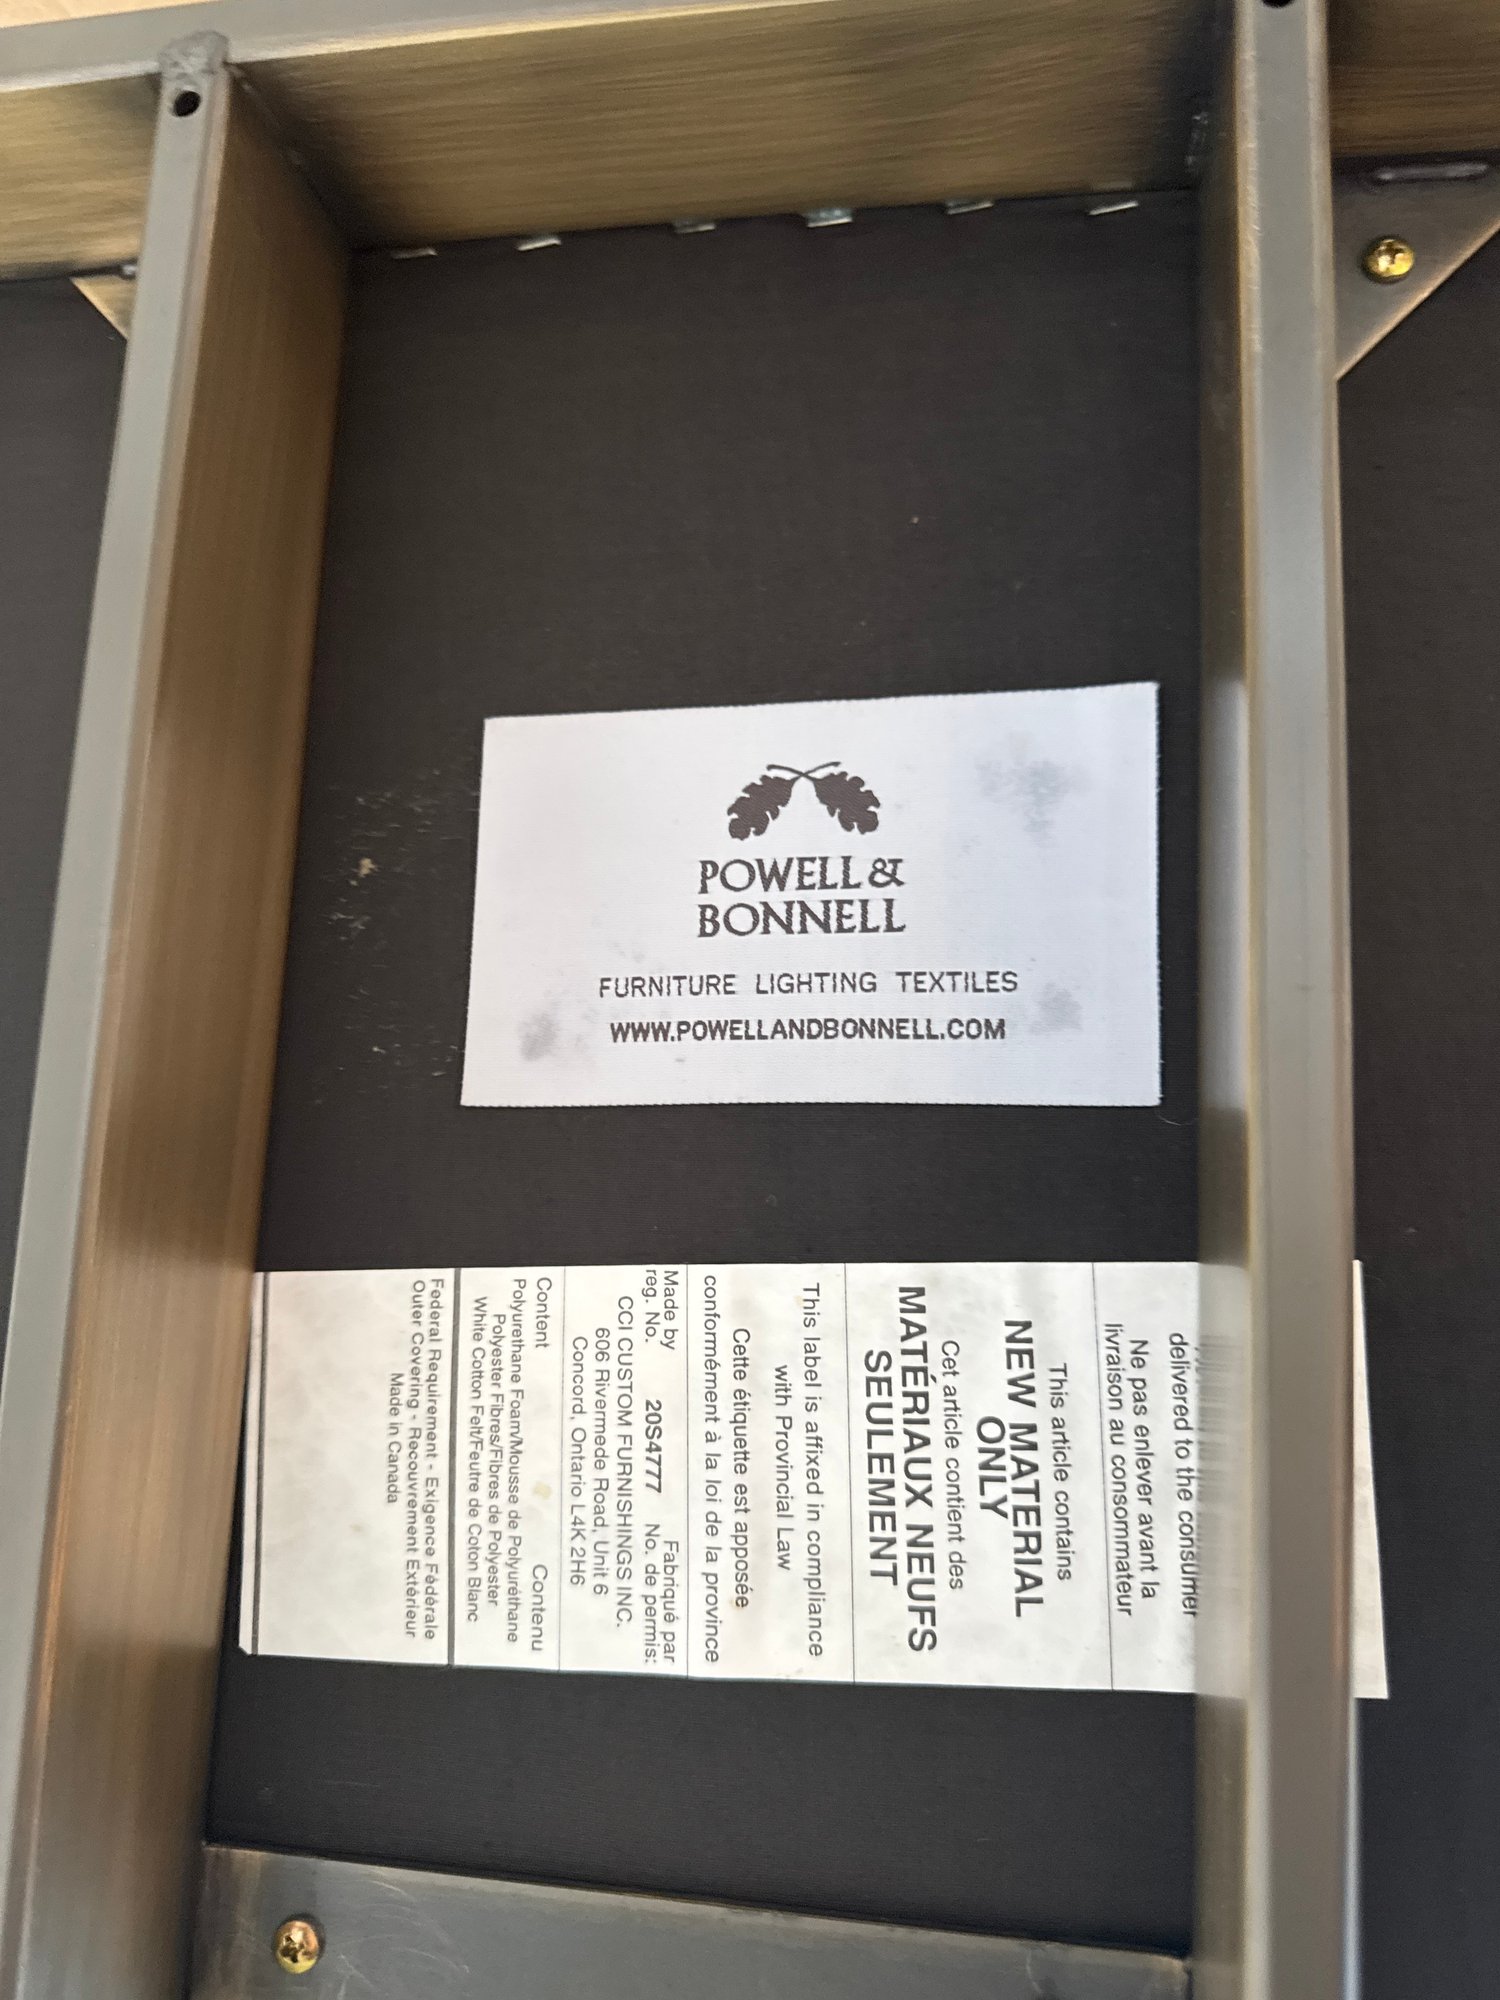 POWELL &
BONNELL
FURNITURE LIGHTING TEXTILES
WWW.POWELLANDBONNELL.COM
delivered to the consumer
Ne pas enlever avant la
livraison au consommateur
This article contains
NEW MATERIAL
ONLY
Cet article contient des
MATÉRIAUX NEUFS
SEULEMENT
This label is affixed in compliance
with Provincial Law
Cette étiquette est apposée
conformément à la loi de la province
Made by Fabriqué par
reg. No. 20S4777 No. de permis:
CCI CUSTOM FURNISHINGS INC.
606 Rivermede Road, Unit 6
Concord, Ontario L4K 2H6
Content Contenu
Polyurethane Foam/Mousse de Polyuréthane
Polyester Fibres/Fibres de Polyester
White Cotton Felt/Feutre de Coton Blanc
Federal Requirement - Exigence Fédérale
Outer Covering - Recouvrement Extérieur
Made in Canada